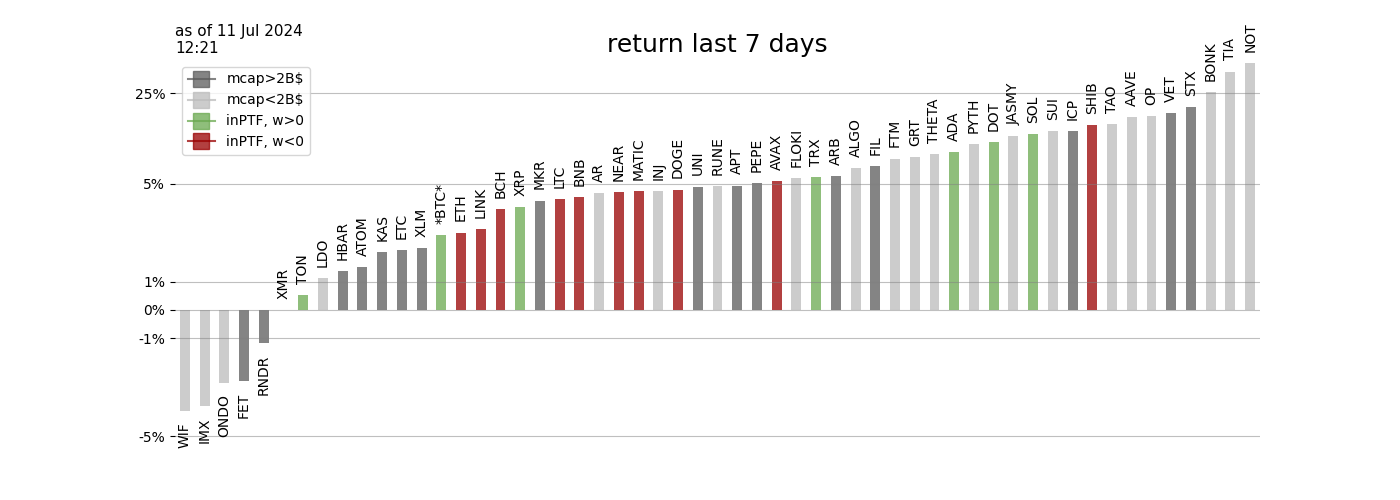 as of 11 Jul 2024
12:21
return last 7 days
mcap>2B$
mcap<2B$
inPTF, w>0
inPTF, w<0
25%
5%
1%
0%
-1%
-5%
WIF
IMX
ONDO
FET
RNDR
XMR
TON
LDO
HBAR
ATOM
KAS
ETC
XLM
*BTC*
ETH
LINK
BCH
XRP
MKR
LTC
BNB
AR
NEAR
MATIC
INJ
DOGE
UNI
RUNE
APT
PEPE
AVAX
FLOKI
TRX
ARB
ALGO
FIL
FTM
GRT
THETA
ADA
PYTH
DOT
JASMY
SOL
SUI
ICP
SHIB
TAO
AAVE
OP
VET
STX
BONK
TIA
NOT